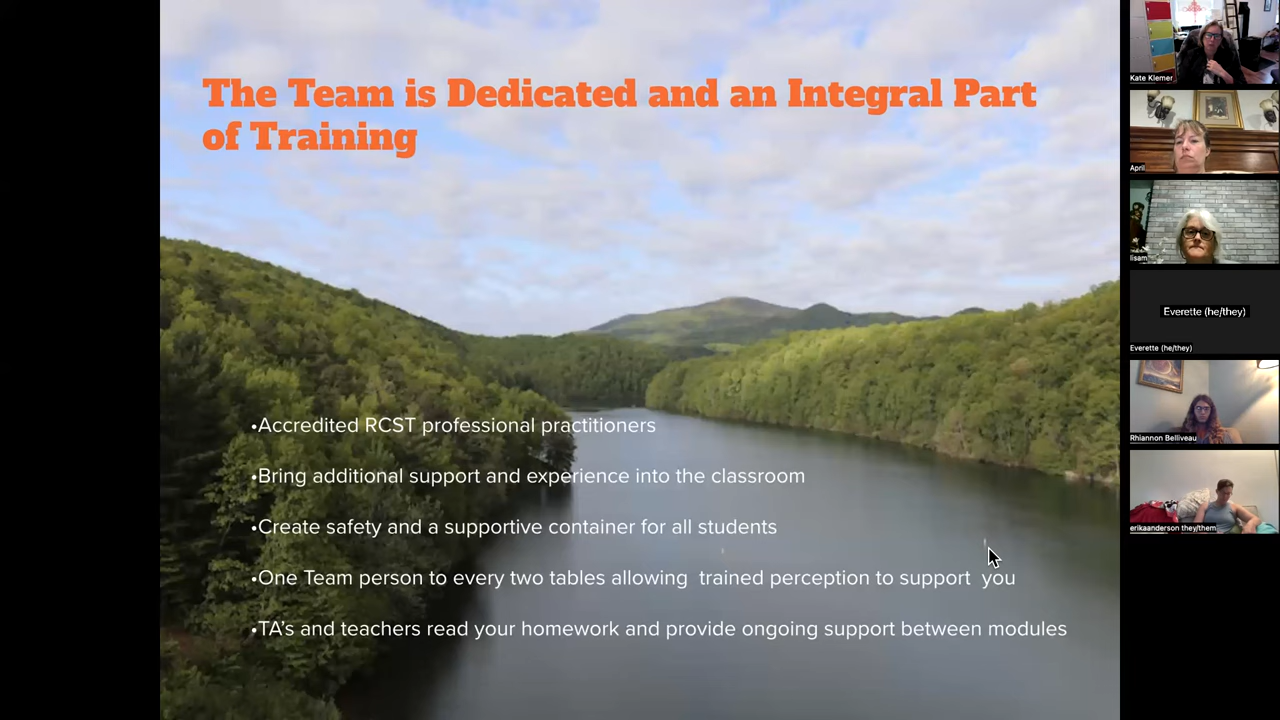 The Team is Dedicated and an Integral Part
of Training
•Accredited RCST professional practitioners
•Bring additional support and experience into the classroom
•Create safety and a supportive container for all students
•One Team person to every two tables allowing  trained perception to support  you
•TA’s and teachers read your homework and provide ongoing support between modules
Kate Klemer
April
lisam
Everette (he/they)
Everette (he/they)
Rhiannon Belliveau
erikaanderson they/them